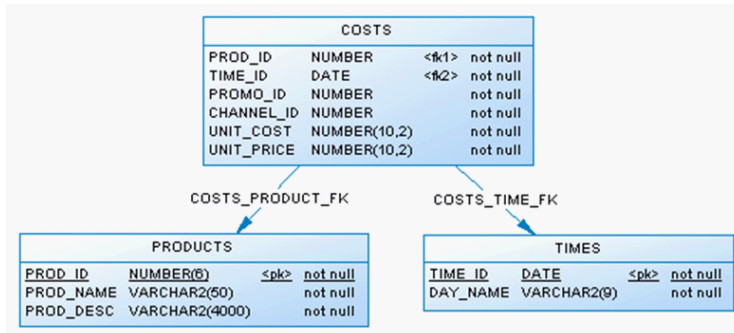 COSTS
PROD_ID NUMBER <fk1> not null
TIME_ID DATE <fk2> not null
PROMO_ID NUMBER not null
CHANNEL_ID NUMBER not null
UNIT_COST NUMBER(10,2) not null
UNIT_PRICE NUMBER(10,2) not null
COSTS_PRODUCT_FK COSTS_TIME_FK
PRODUCTS
PROD_ID NUMBER(6) <pk> not null
PROD_NAME VARCHAR2(50) not null
PROD_DESC VARCHAR2(4000) not null
TIMES
TIME_ID DATE <pk> not null
DAY_NAME VARCHAR2(9) not null